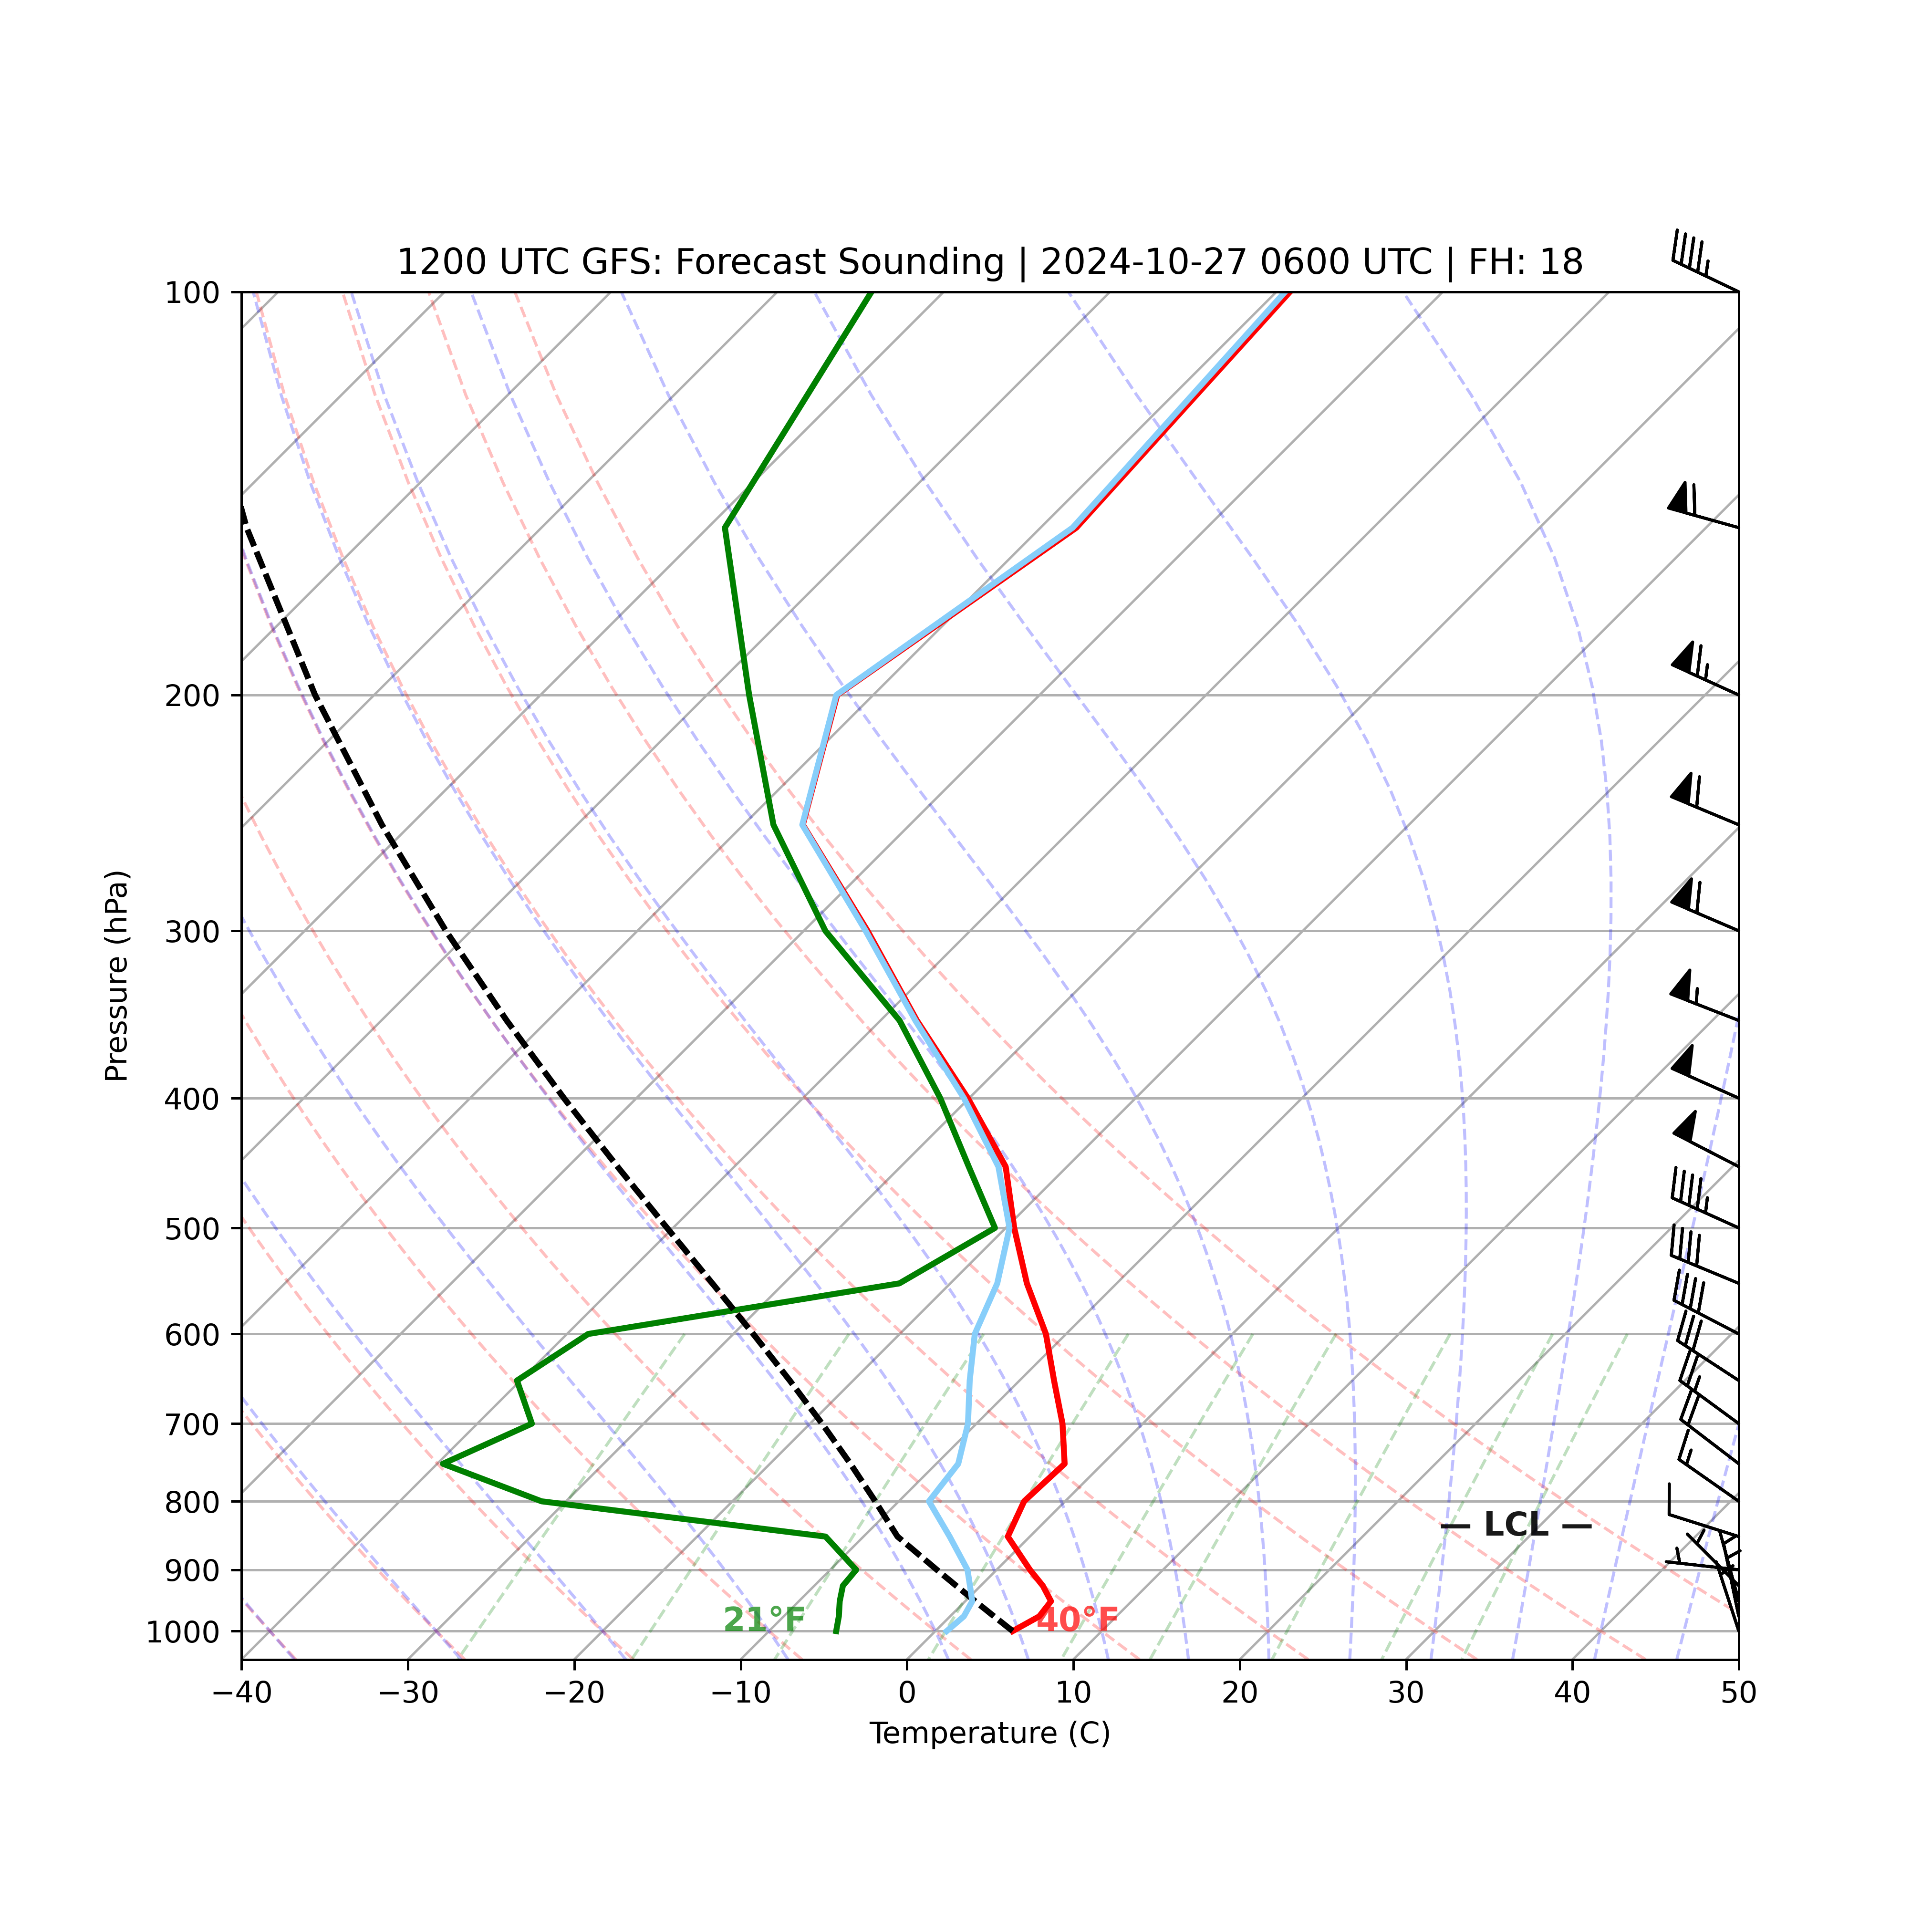 1200 UTC GFS: Forecast Sounding | 2024-10-27 0600 UTC | FH: 18
100
200
300
400
500
600
700
800
900
1000
Pressure (hPa)
— LCL —
21°F
40°F
−40 −30 −20 −10 0 10 20 30 40 50
Temperature (C)